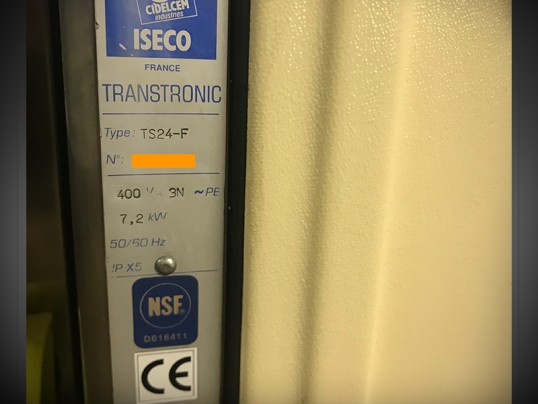 CIDELCEM
industries
ISECO
FRANCE
TRANSTRONIC
Type: TS24-F
N°:
400 V~ 3N ~PE
7,2 kW
50/60 Hz
IP X5
NSF®
D016411
CE